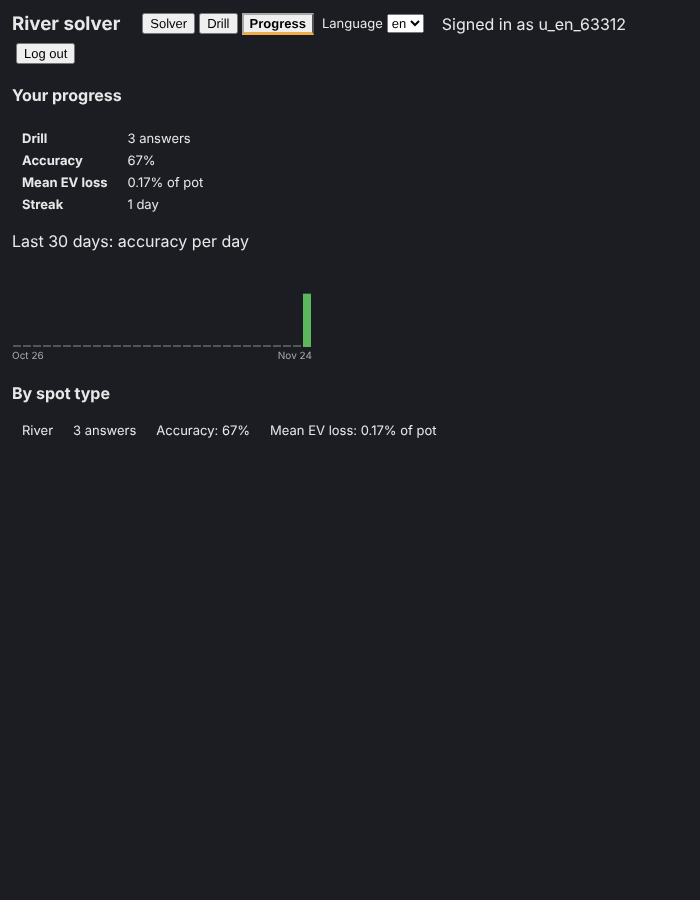 River solver Solver Drill Progress Language en Signed in as u_en_63312
Log out
Your progress
Drill 3 answers
Accuracy 67%
Mean EV loss 0.17% of pot
Streak 1 day
Last 30 days: accuracy per day
Oct 26 Nov 24
By spot type
River 3 answers Accuracy: 67% Mean EV loss: 0.17% of pot